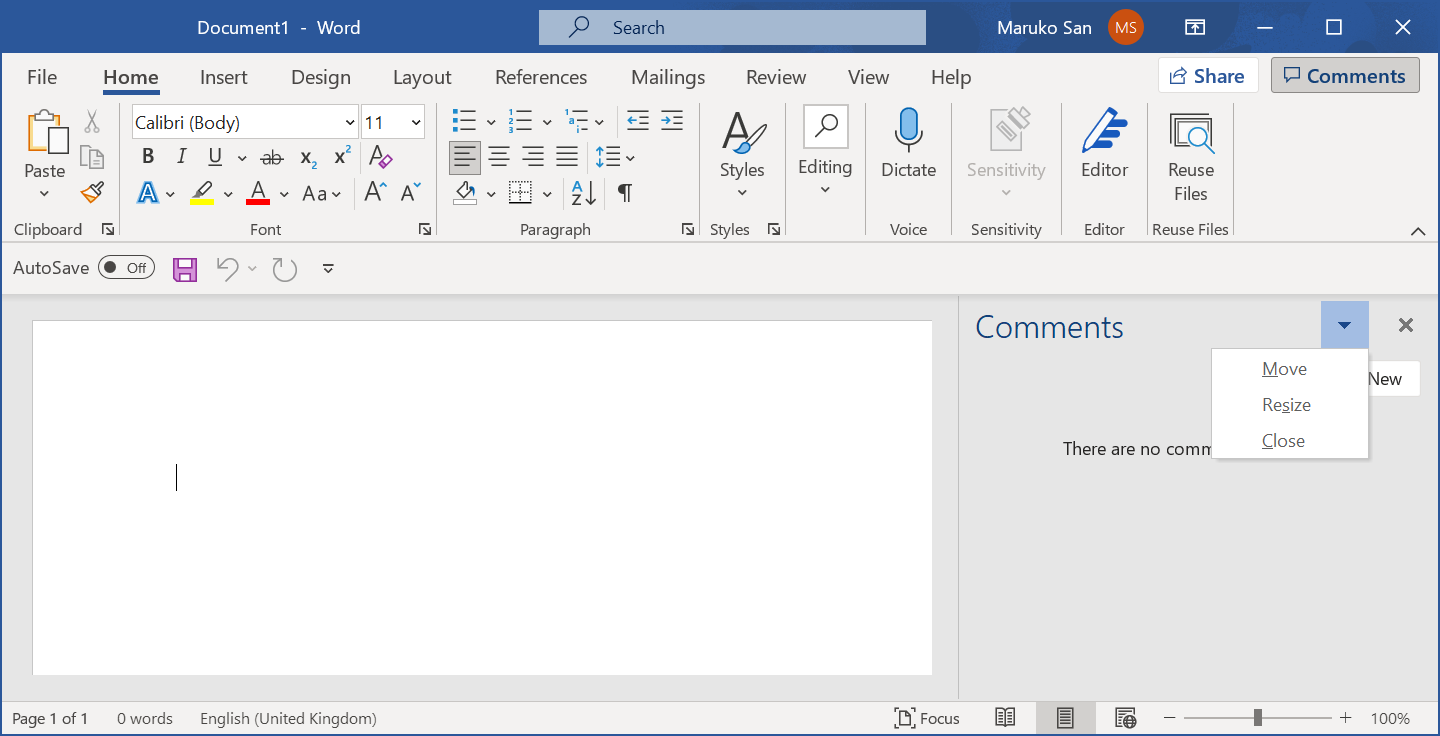 Document1 - Word
Search
Maruko San MS
File Home Insert Design Layout References Mailings Review View Help
Share Comments
Calibri (Body) 11
Paste
B I U ab x2 x2 A
A A Aa A A
Styles
Editing
Dictate
Sensitivity
Editor
Reuse
Files
Clipboard Font Paragraph Styles Voice Sensitivity Editor Reuse Files
AutoSave Off
Comments
Move
New
Resize
Close
There are no comm
Page 1 of 1 0 words English (United Kingdom) Focus 100%